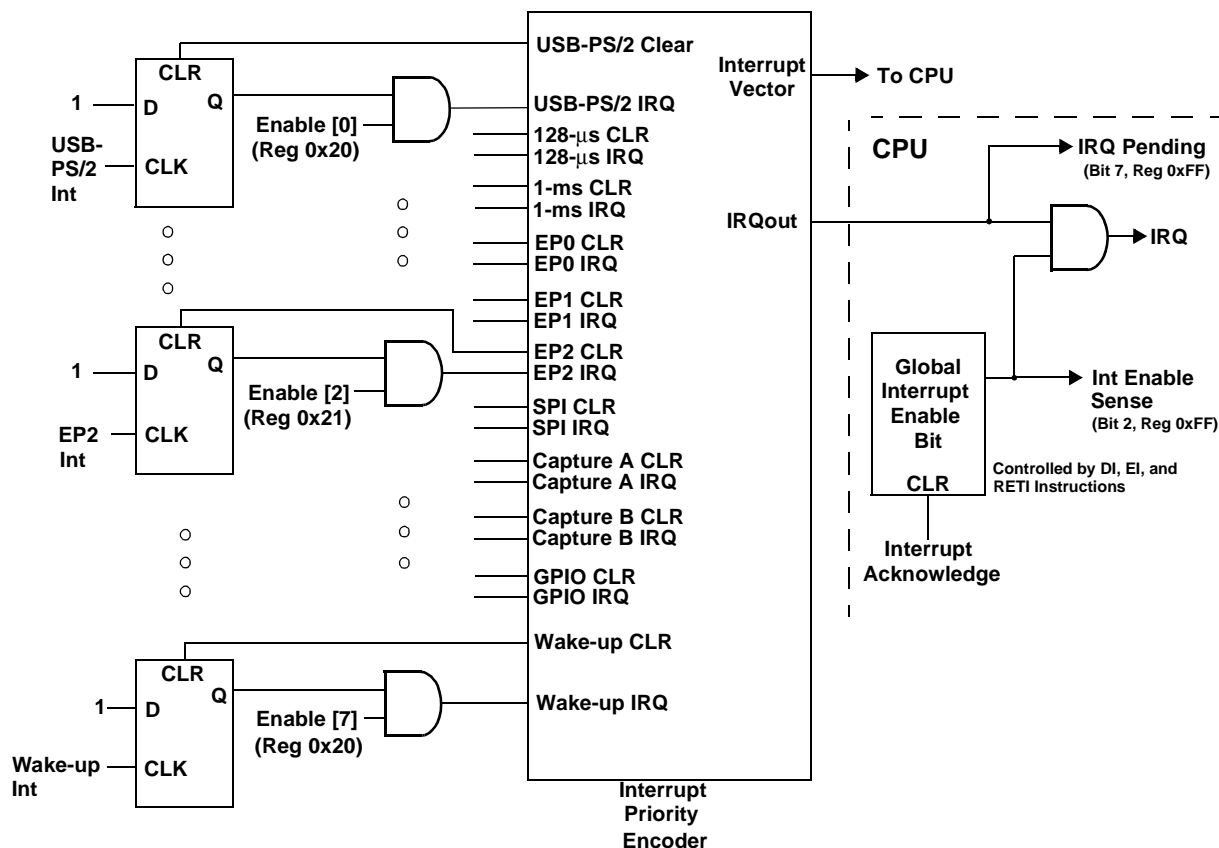 CLR
1
D
Q
USB-
PS/2
Int
CLK
Enable [0]
(Reg 0x20)
CLR
1
D
Q
EP2
Int
CLK
Enable [2]
(Reg 0x21)
CLR
1
D
Q
Wake-up
Int
CLK
Enable [7]
(Reg 0x20)
USB-PS/2 Clear
USB-PS/2 IRQ
128-μs CLR
128-μs IRQ
1-ms CLR
1-ms IRQ
EP0 CLR
EP0 IRQ
EP1 CLR
EP1 IRQ
EP2 CLR
EP2 IRQ
SPI CLR
SPI IRQ
Capture A CLR
Capture A IRQ
Capture B CLR
Capture B IRQ
GPIO CLR
GPIO IRQ
Wake-up CLR
Wake-up IRQ
Interrupt
Vector
IRQout
Interrupt
Priority
Encoder
To CPU
CPU
IRQ Pending
(Bit 7, Reg 0xFF)
IRQ
Global
Interrupt
Enable
Bit
CLR
Int Enable
Sense
(Bit 2, Reg 0xFF)
Controlled by DI, EI, and
RETI Instructions
Interrupt
Acknowledge